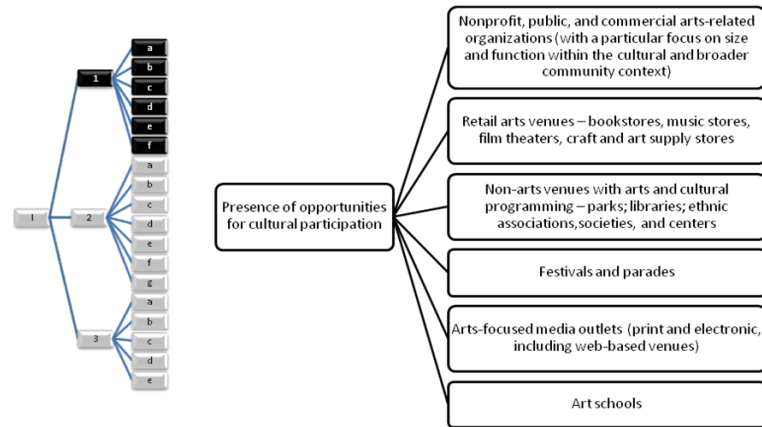 I
1
a
b
c
d
e
f
2
a
b
c
d
e
f
g
3
a
b
c
d
e
Presence of opportunities
for cultural participation
Nonprofit, public, and commercial arts-related
organizations (with a particular focus on size
and function within the cultural and broader
community context)
Retail arts venues – bookstores, music stores,
film theaters, craft and art supply stores
Non-arts venues with arts and cultural
programming – parks; libraries; ethnic
associations,societies, and centers
Festivals and parades
Arts-focused media outlets (print and electronic,
including web-based venues)
Art schools